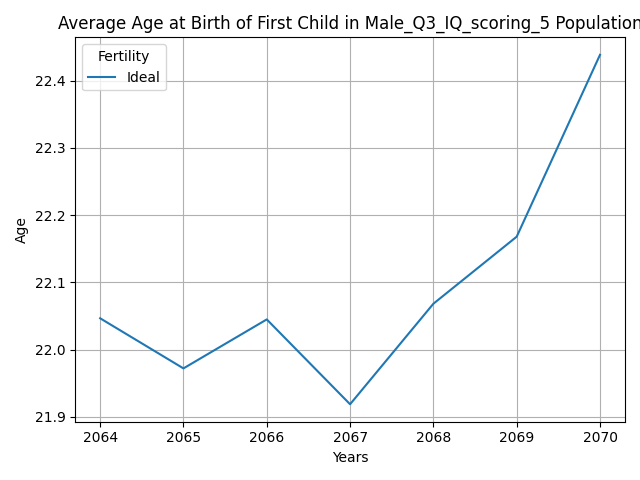 Average Age at Birth of First Child in Male_Q3_IQ_scoring_5 Population
Fertility
Ideal
22.4
22.3
22.2
22.1
22.0
21.9
Age
2064 2065 2066 2067 2068 2069 2070
Years